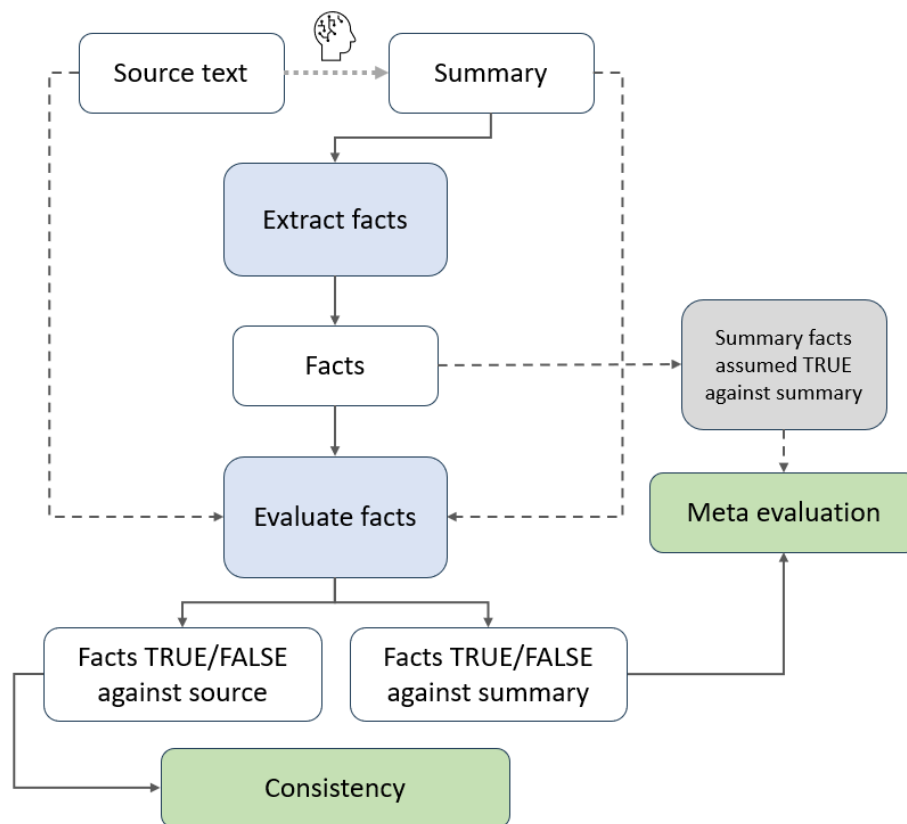 Source text
Summary
Extract facts
Facts
Summary facts
assumed TRUE
against summary
Evaluate facts
Meta evaluation
Facts TRUE/FALSE
against source
Facts TRUE/FALSE
against summary
Consistency